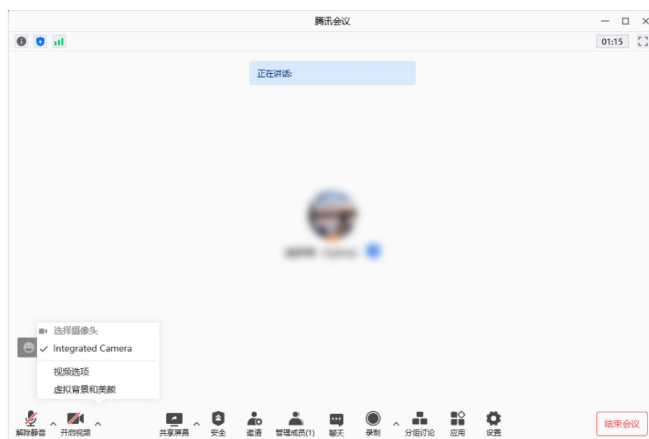 腾讯会议
01:15
正在讲话:
选择摄像头
Integrated Camera
视频选项
虚拟背景和美颜
解除静音 开启视频 共享屏幕 安全 邀请 管理成员(1) 聊天 录制 分组讨论 应用 设置 结束会议